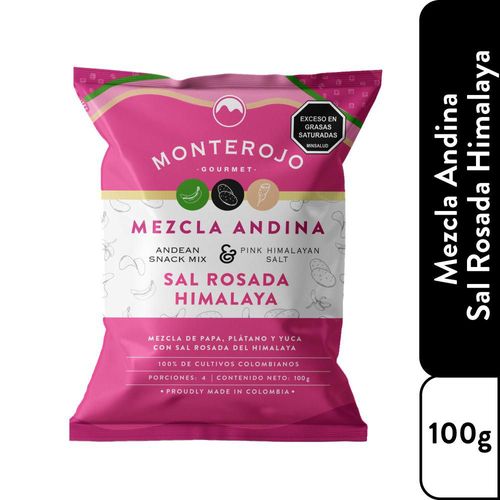 EXCESO EN
GRASAS
SATURADAS
MINSALUD
MONTEROJO
· GOURMET ·
MEZCLA ANDINA
ANDEAN
SNACK MIX
&
PINK HIMALAYAN
SALT
SAL ROSADA
HIMALAYA
MEZCLA DE PAPA, PLÁTANO Y YUCA
CON SAL ROSADA DEL HIMALAYA
100% DE CULTIVOS COLOMBIANOS
PORCIONES: 4 | CONTENIDO NETO: 100g
• PROUDLY MADE IN COLOMBIA •
Mezcla Andina
Sal Rosada Himalaya
100g